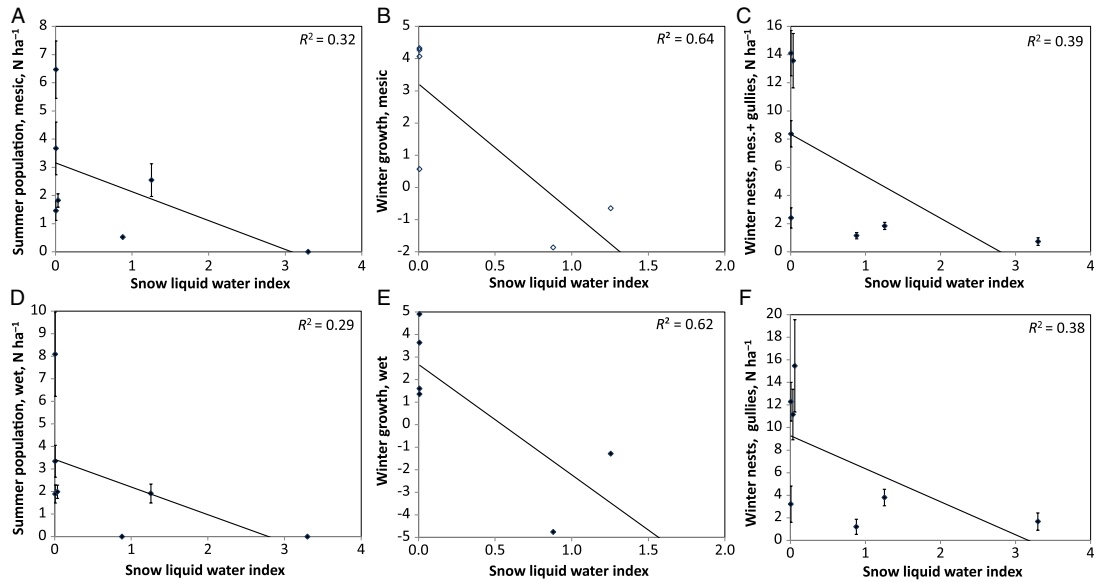 A
Summer population, mesic, N ha⁻¹
8
7
6
5
4
3
2
1
0
R² = 0.32
0 1 2 3 4
Snow liquid water index
B
Winter growth, mesic
5
4
3
2
1
0
-1
-2
R² = 0.64
0.0 0.5 1.0 1.5 2.0
Snow liquid water index
C
Winter nests, mes.+ gullies, N ha⁻¹
16
14
12
10
8
6
4
2
0
R² = 0.39
0 1 2 3 4
Snow liquid water index
D
Summer population, wet, N ha⁻¹
10
9
8
7
6
5
4
3
2
1
0
R² = 0.29
0 1 2 3 4
Snow liquid water index
E
Winter growth, wet
5
4
3
2
1
0
-1
-2
-3
-4
-5
R² = 0.62
0.0 0.5 1.0 1.5 2.0
Snow liquid water index
F
Winter nests, gullies, N ha⁻¹
20
18
16
14
12
10
8
6
4
2
0
R² = 0.38
0 1 2 3 4
Snow liquid water index